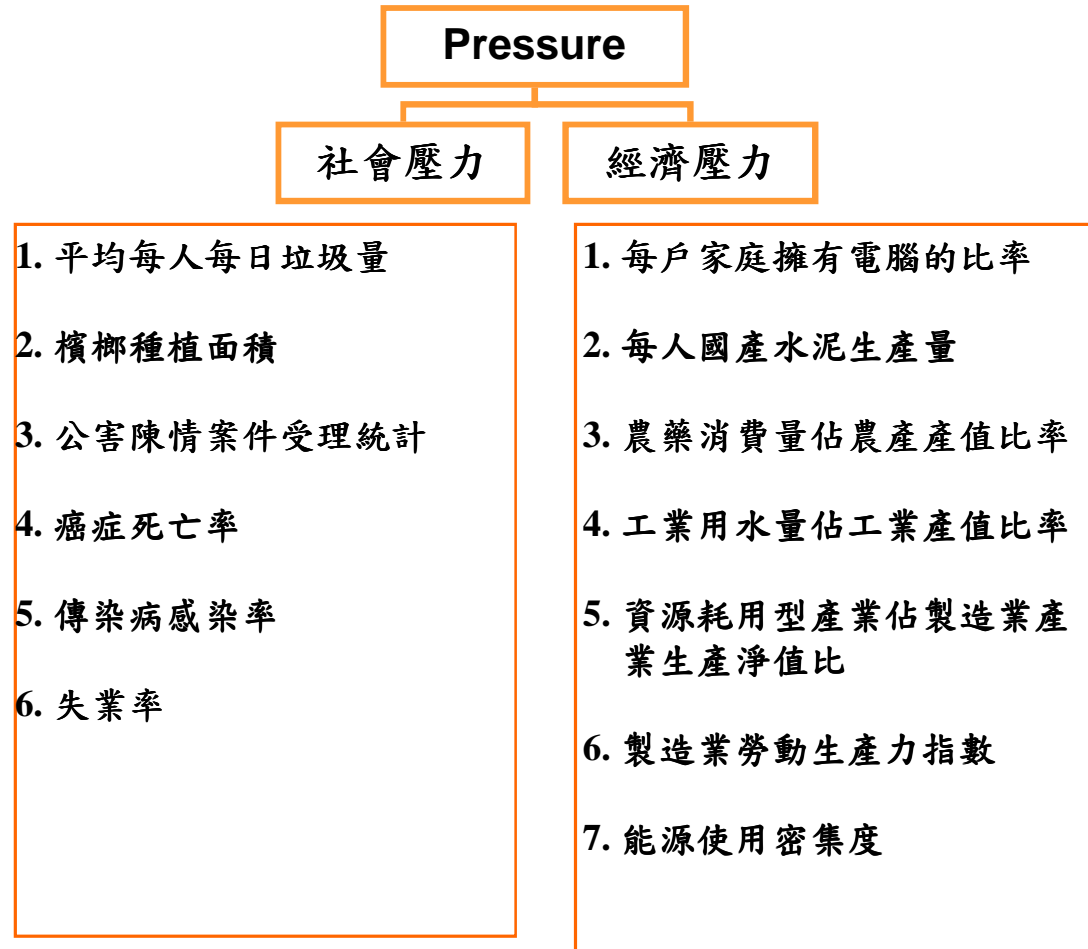 Pressure
社會壓力
經濟壓力
1. 平均每人每日垃圾量
2. 檳榔種植面積
3. 公害陳情案件受理統計
4. 癌症死亡率
5. 傳染病感染率
6. 失業率
1. 每戶家庭擁有電腦的比率
2. 每人國產水泥生產量
3. 農藥消費量佔農產產值比率
4. 工業用水量佔工業產值比率
5. 資源耗用型產業佔製造業產
業生產淨值比
6. 製造業勞動生產力指數
7. 能源使用密集度